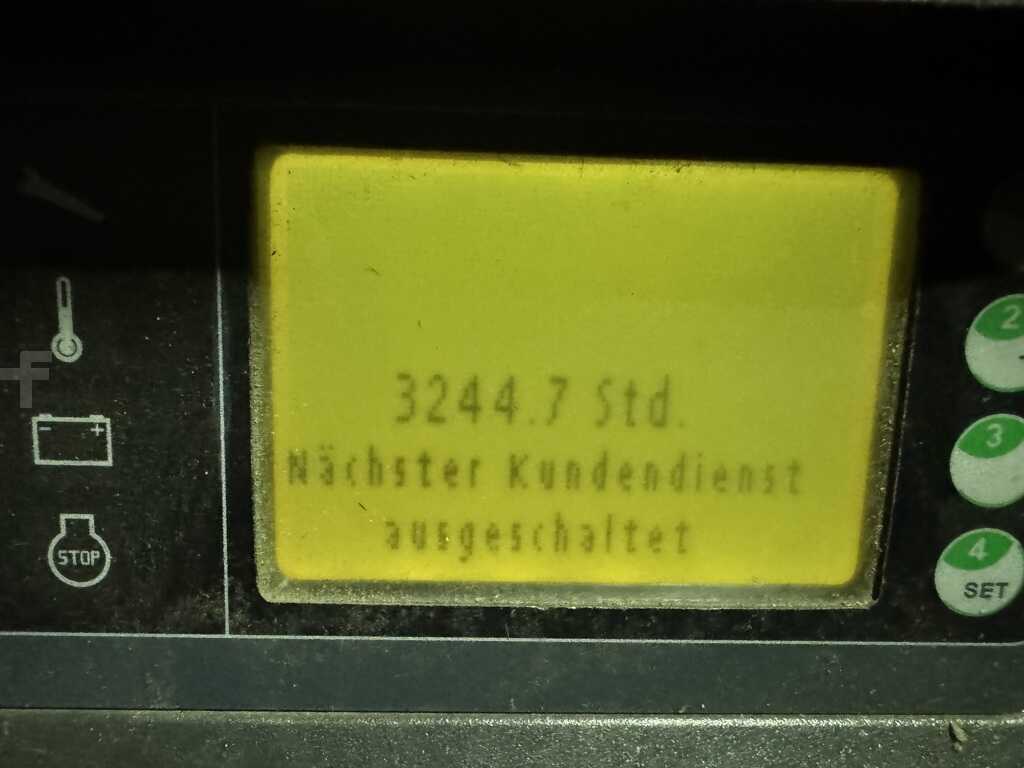 3244.7 Std.
Nächster Kundendienst
ausgeschaltet
- +
STOP
2
3
4
SET